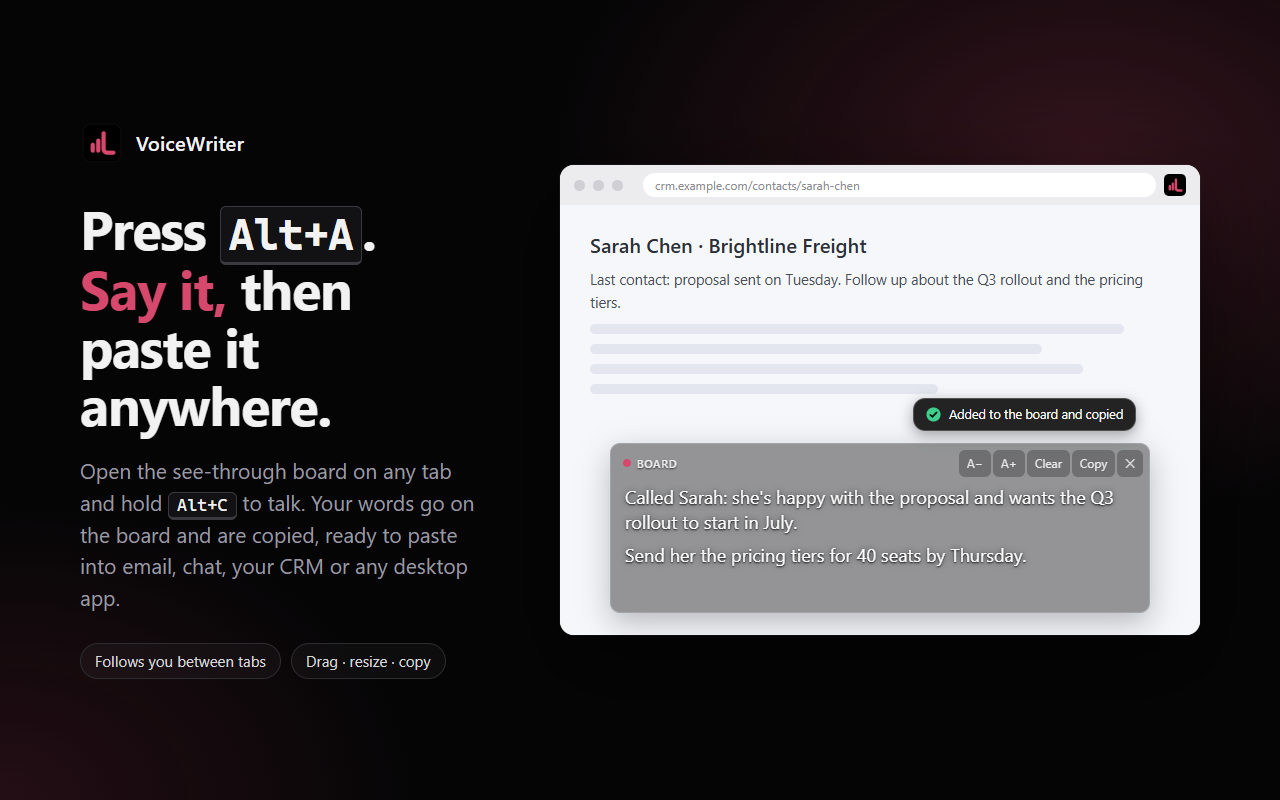 VoiceWriter
Press Alt+A.
Say it, then
paste it
anywhere.
Open the see-through board on any tab
and hold Alt+C to talk. Your words go on
the board and are copied, ready to paste
into email, chat, your CRM or any desktop
app.
Follows you between tabs
Drag · resize · copy
crm.example.com/contacts/sarah-chen
Sarah Chen · Brightline Freight
Last contact: proposal sent on Tuesday. Follow up about the Q3 rollout and the pricing
tiers.
Added to the board and copied
BOARD
A− A+ Clear Copy ✕
Called Sarah: she's happy with the proposal and wants the Q3
rollout to start in July.
Send her the pricing tiers for 40 seats by Thursday.